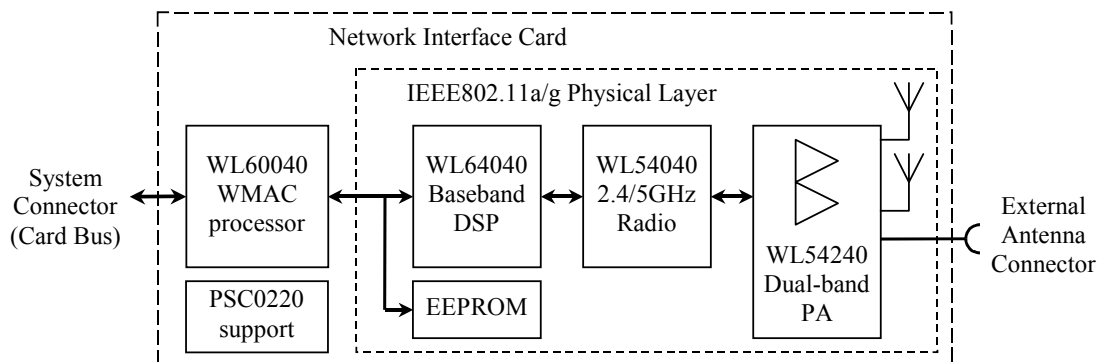 Network Interface Card
IEEE802.11a/g Physical Layer
System
Connector
(Card Bus)
WL60040
WMAC
processor
PSC0220
support
WL64040
Baseband
DSP
EEPROM
WL54040
2.4/5GHz
Radio
WL54240
Dual-band
PA
External
Antenna
Connector